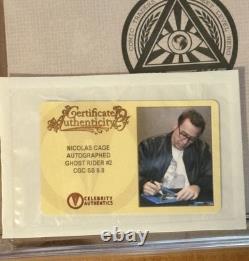 Certificate
of
Authenticity
NICOLAS CAGE
AUTOGRAPHED
GHOST RIDER #2
CGC SS 9.8
V CELEBRITY
AUTHENTICS